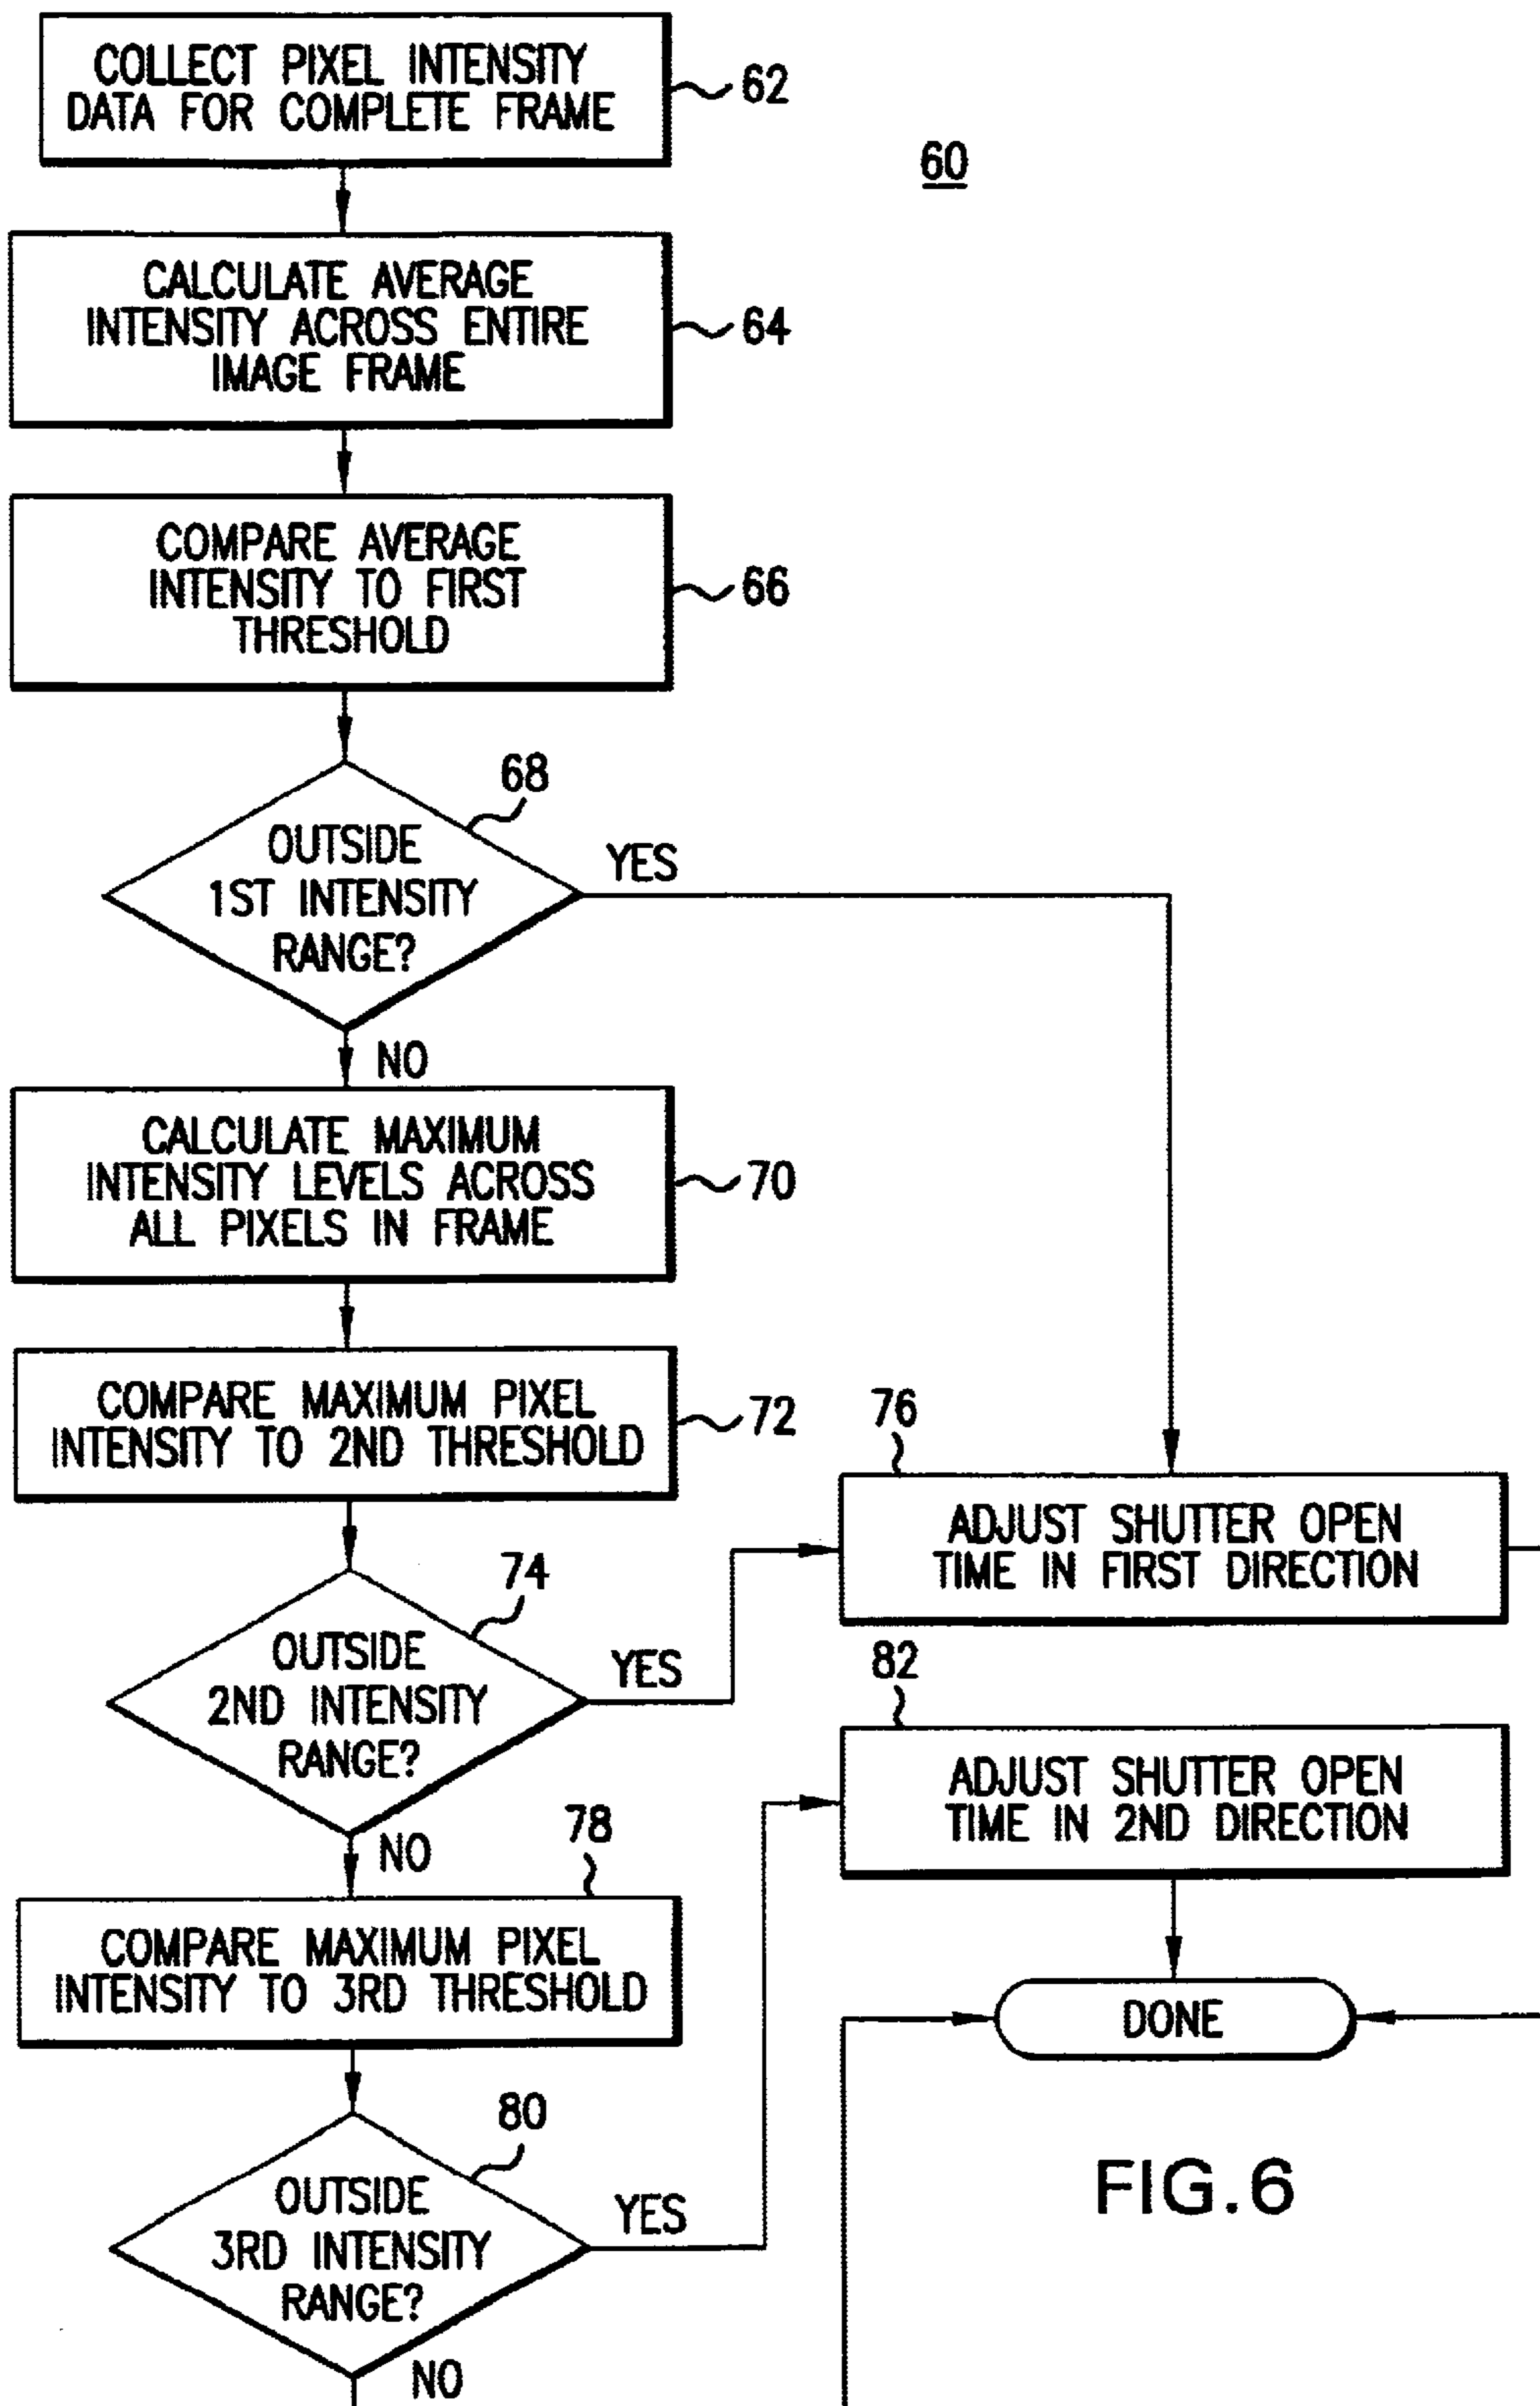 COLLECT PIXEL INTENSITY
DATA FOR COMPLETE FRAME
62
60
CALCULATE AVERAGE
INTENSITY ACROSS ENTIRE
IMAGE FRAME
64
COMPARE AVERAGE
INTENSITY TO FIRST
THRESHOLD
66
68
OUTSIDE
1ST INTENSITY
RANGE?
YES
NO
CALCULATE MAXIMUM
INTENSITY LEVELS ACROSS
ALL PIXELS IN FRAME
70
COMPARE MAXIMUM PIXEL
INTENSITY TO 2ND THRESHOLD
72
74
OUTSIDE
2ND INTENSITY
RANGE?
YES
NO
76
ADJUST SHUTTER OPEN
TIME IN FIRST DIRECTION
82
ADJUST SHUTTER OPEN
TIME IN 2ND DIRECTION
78
COMPARE MAXIMUM PIXEL
INTENSITY TO 3RD THRESHOLD
DONE
80
OUTSIDE
3RD INTENSITY
RANGE?
YES
NO
FIG.6